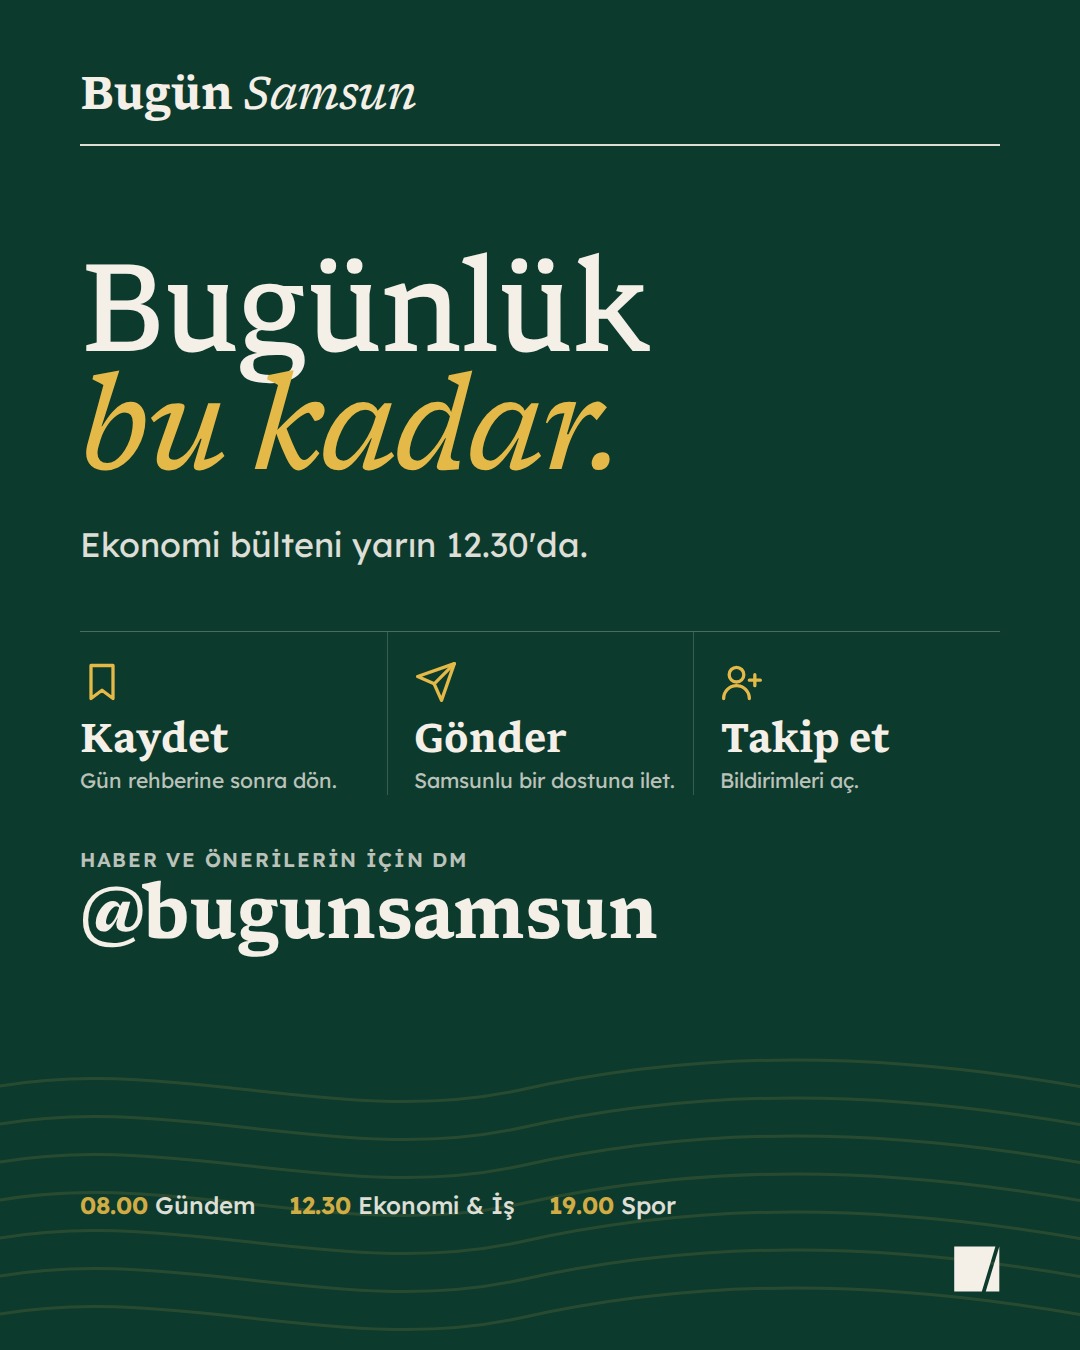 Bugün Samsun
Bugünlük
bu kadar.
Ekonomi bülteni yarın 12.30'da.
Kaydet
Gün rehberine sonra dön.
Gönder
Samsunlu bir dostuna ilet.
Takip et
Bildirimleri aç.
HABER VE ÖNERİLERİN İÇİN DM
@bugunsamsun
08.00 Gündem 12.30 Ekonomi & İş 19.00 Spor